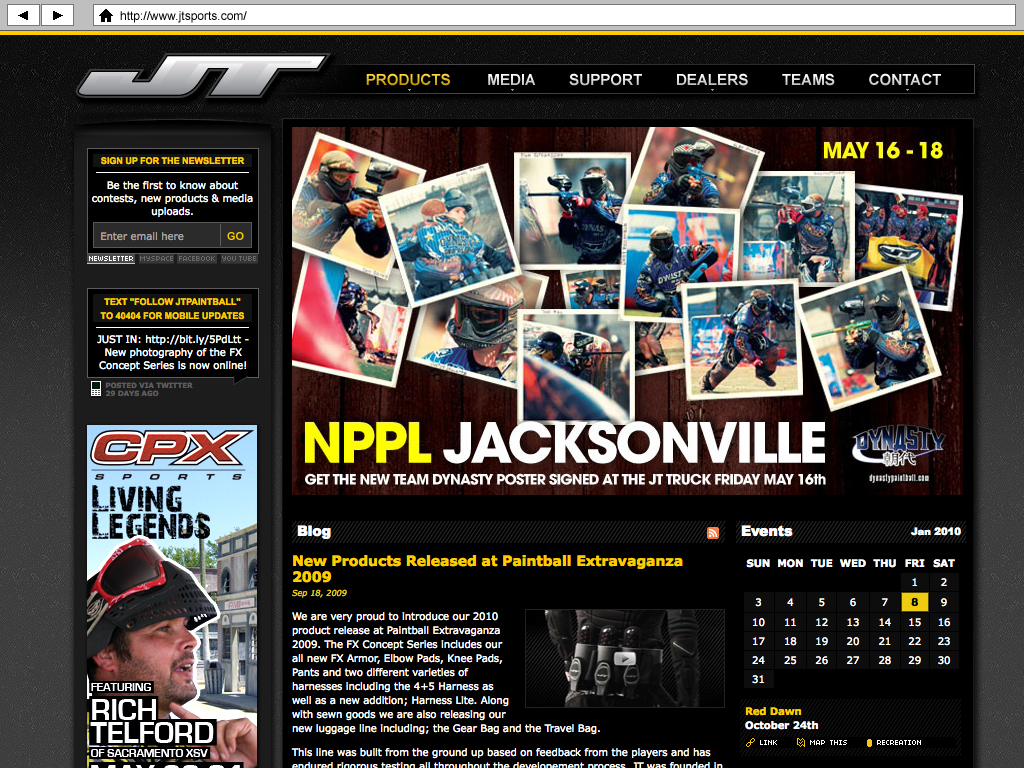 http://www.jtsports.com/
JT
PRODUCTS MEDIA SUPPORT DEALERS TEAMS CONTACT
SIGN UP FOR THE NEWSLETTER
Be the first to know about
contests, new products & media
uploads.
Enter email here GO
NEWSLETTER MYSPACE FACEBOOK YOU TUBE
TEXT "FOLLOW JTPAINTBALL"
TO 40404 FOR MOBILE UPDATES
JUST IN: http://bit.ly/5PdLtt -
New photography of the FX
Concept Series is now online!
POSTED VIA TWITTER
29 DAYS AGO
CPX
SPORTS
LIVING
LEGENDS
FEATURING
RICH
TELFORD
OF SACRAMENTO XSV
MAY 16 - 18
NPPL JACKSONVILLE
GET THE NEW TEAM DYNASTY POSTER SIGNED AT THE JT TRUCK FRIDAY MAY 16th
DYNASTY
朝代
dynastypaintball.com
Blog
New Products Released at Paintball Extravaganza
2009
Sep 18, 2009
We are very proud to introduce our 2010
product release at Paintball Extravaganza
2009. The FX Concept Series includes our
all new FX Armor, Elbow Pads, Knee Pads,
Pants and two different varieties of
harnesses including the 4+5 Harness as
well as a new addition; Harness Lite. Along
with sewn goods we are also releasing our
new luggage line including; the Gear Bag and the Travel Bag.
This line was built from the ground up based on feedback from the players and has
endured rigorous testing all throughout the developement process. JT was founded in
Events Jan 2010
SUN MON TUE WED THU FRI SAT
1 2
3 4 5 6 7 8 9
10 11 12 13 14 15 16
17 18 19 20 21 22 23
24 25 26 27 28 29 30
31
Red Dawn
October 24th
LINK MAP THIS RECREATION